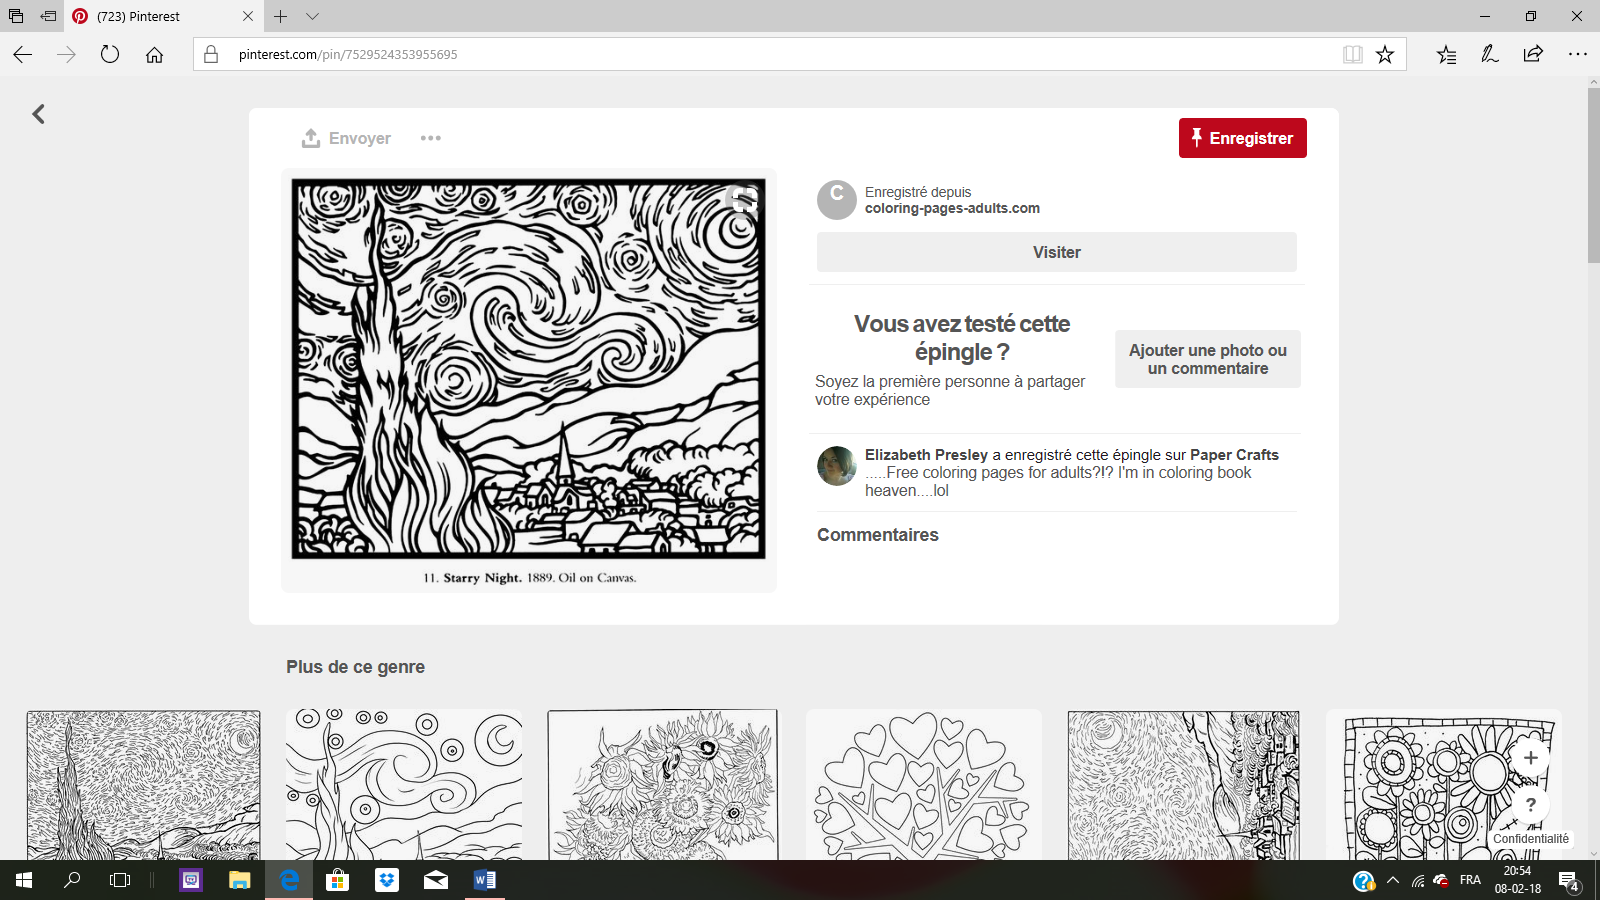 (723) Pinterest
pinterest.com/pin/7529524353955695
Envoyer
Enregistrer
C
Enregistré depuis
coloring-pages-adults.com
Visiter
Vous avez testé cette
épingle ?
Soyez la première personne à partager
votre expérience
Ajouter une photo ou
un commentaire
Elizabeth Presley a enregistré cette épingle sur Paper Crafts
.....Free coloring pages for adults?!? I'm in coloring book
heaven....lol
Commentaires
11. Starry Night. 1889. Oil on Canvas.
Plus de ce genre
+
?
Confidentialité
FRA
20:54
08-02-18
4